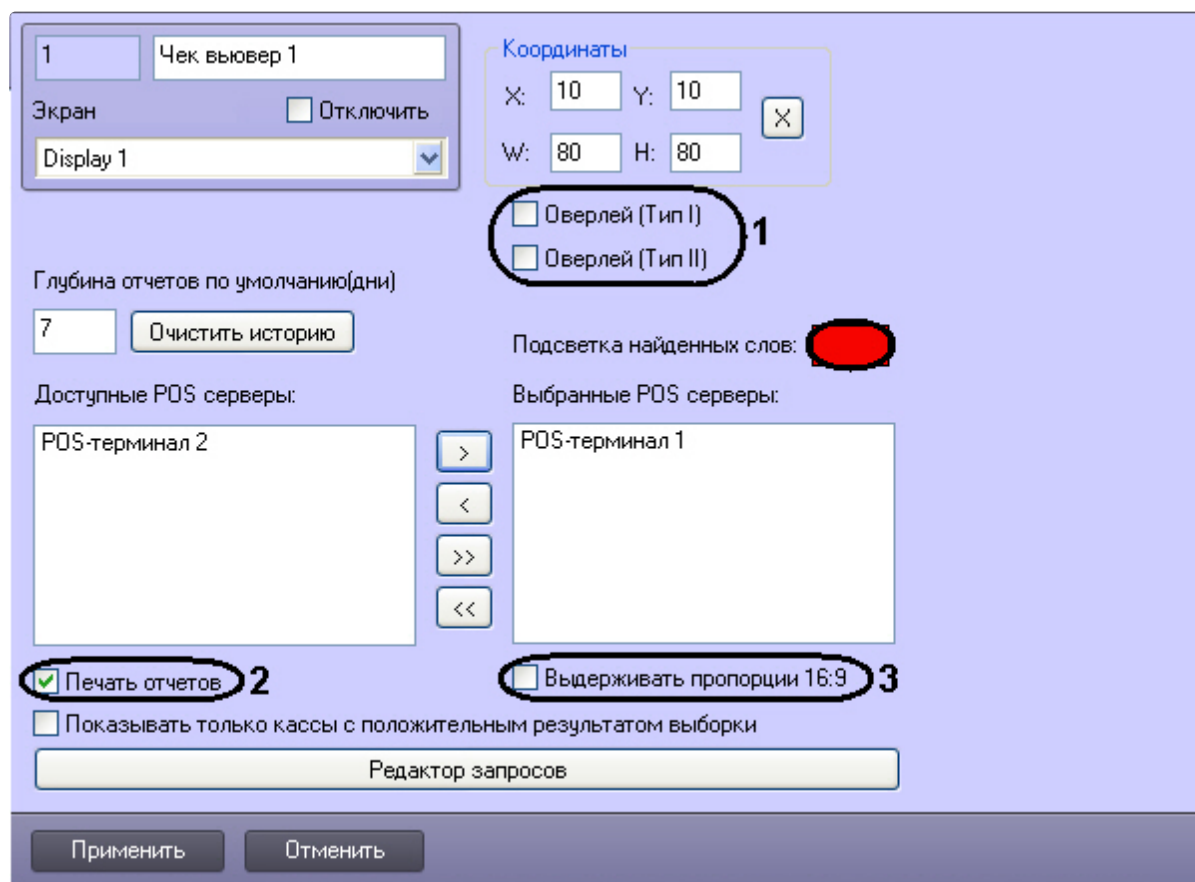 1 Чек вьювер 1
Экран Отключить
Display 1
Координаты
X: 10 Y: 10 X
W: 80 H: 80
Оверлей (Тип I)
Оверлей (Тип II)
1
Глубина отчетов по умолчанию(дни)
7 Очистить историю
Подсветка найденных слов:
Доступные POS серверы:
POS-терминал 2
>
<
>>
<<
Выбранные POS серверы:
POS-терминал 1
Печать отчетов 2
Выдерживать пропорции 16:9 3
Показывать только кассы с положительным результатом выборки
Редактор запросов
Применить Отменить